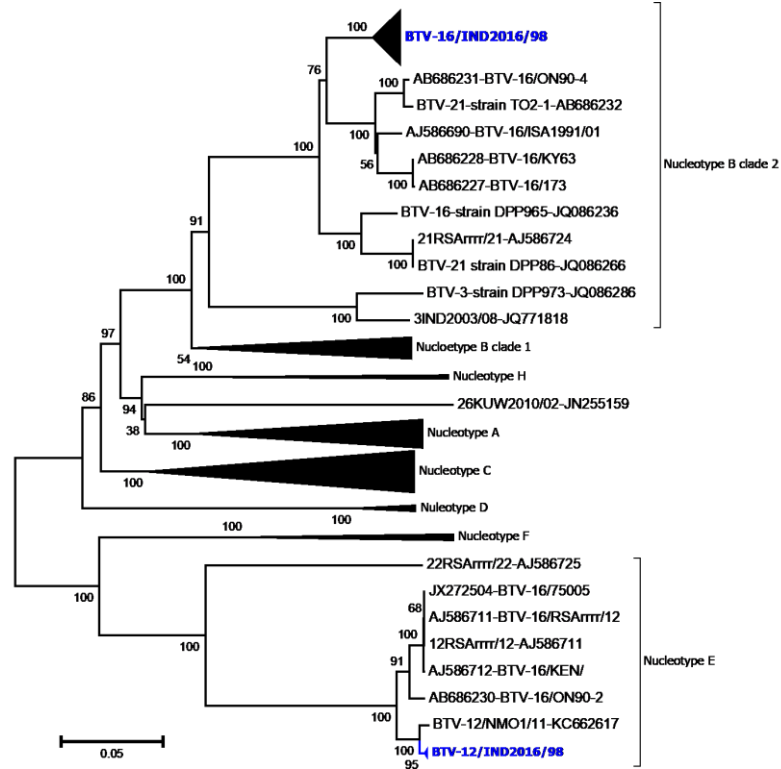 100
BTV-16/IND2016/98
76
100
AB686231-BTV-16/ON90-4
BTV-21-strain TO2-1-AB686232
100
AJ586690-BTV-16/ISA1991/01
100
56
AB686228-BTV-16/KY63
100
AB686227-BTV-16/173
Nucleotype B clade 2
BTV-16-strain DPP965-JQ086236
91
100
21RSArrrr/21-AJ586724
100
BTV-21 strain DPP86-JQ086266
100
BTV-3-strain DPP973-JQ086286
100
3IND2003/08-JQ771818
97
54
100
Nucloetype B clade 1
Nucleotype H
86
94
26KUW2010/02-JN255159
38
100
Nucleotype A
100
Nucleotype C
100
Nuleotype D
100
Nucleotype F
100
22RSArrrr/22-AJ586725
68
JX272504-BTV-16/75005
AJ586711-BTV-16/RSArrrr/12
100
100
12RSArrrr/12-AJ586711
91
AJ586712-BTV-16/KEN/
Nucleotype E
100
AB686230-BTV-16/ON90-2
BTV-12/NMO1/11-KC662617
100
BTV-12/IND2016/98
95
0.05